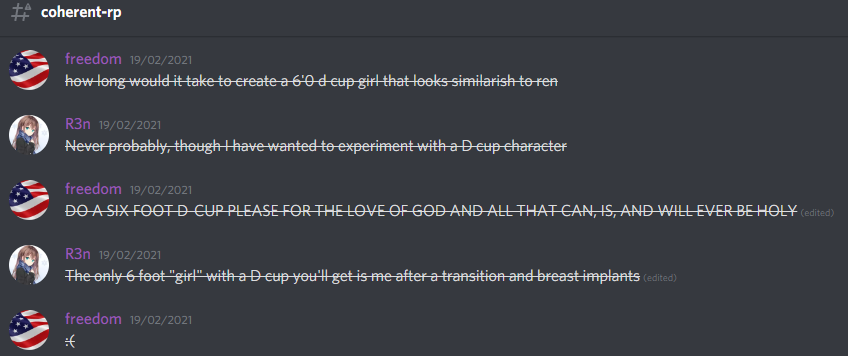 coherent-rp
freedom 19/02/2021
how long would it take to create a 6'0 d cup girl that looks similarish to ren
R3n 19/02/2021
Never probably, though I have wanted to experiment with a D cup character
freedom 19/02/2021
DO A SIX FOOT D-CUP PLEASE FOR THE LOVE OF GOD AND ALL THAT CAN, IS, AND WILL EVER BE HOLY (edited)
R3n 19/02/2021
The only 6 foot "girl" with a D cup you'll get is me after a transition and breast implants (edited)
freedom 19/02/2021
:(